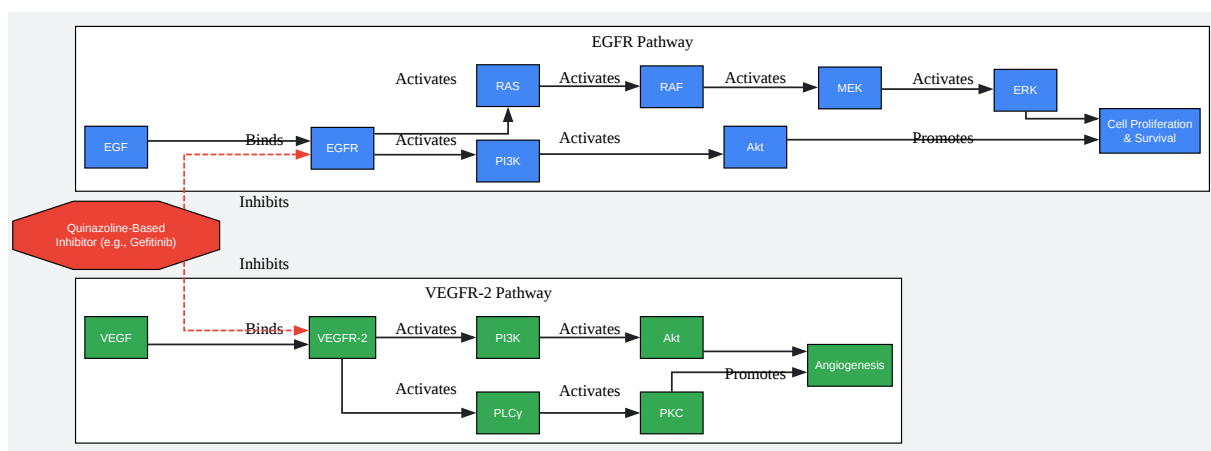 EGFR Pathway
Activates
RAS
Activates
RAF
Activates
MEK
Activates
ERK
EGF
Binds
EGFR
Activates
PI3K
Activates
Akt
Promotes
Cell Proliferation
& Survival
Inhibits
Quinazoline-Based
Inhibitor (e.g., Gefitinib)
Inhibits
VEGFR-2 Pathway
VEGF
Binds
VEGFR-2
Activates
PI3K
Activates
Akt
Angiogenesis
Promotes
Activates
PLCγ
Activates
PKC